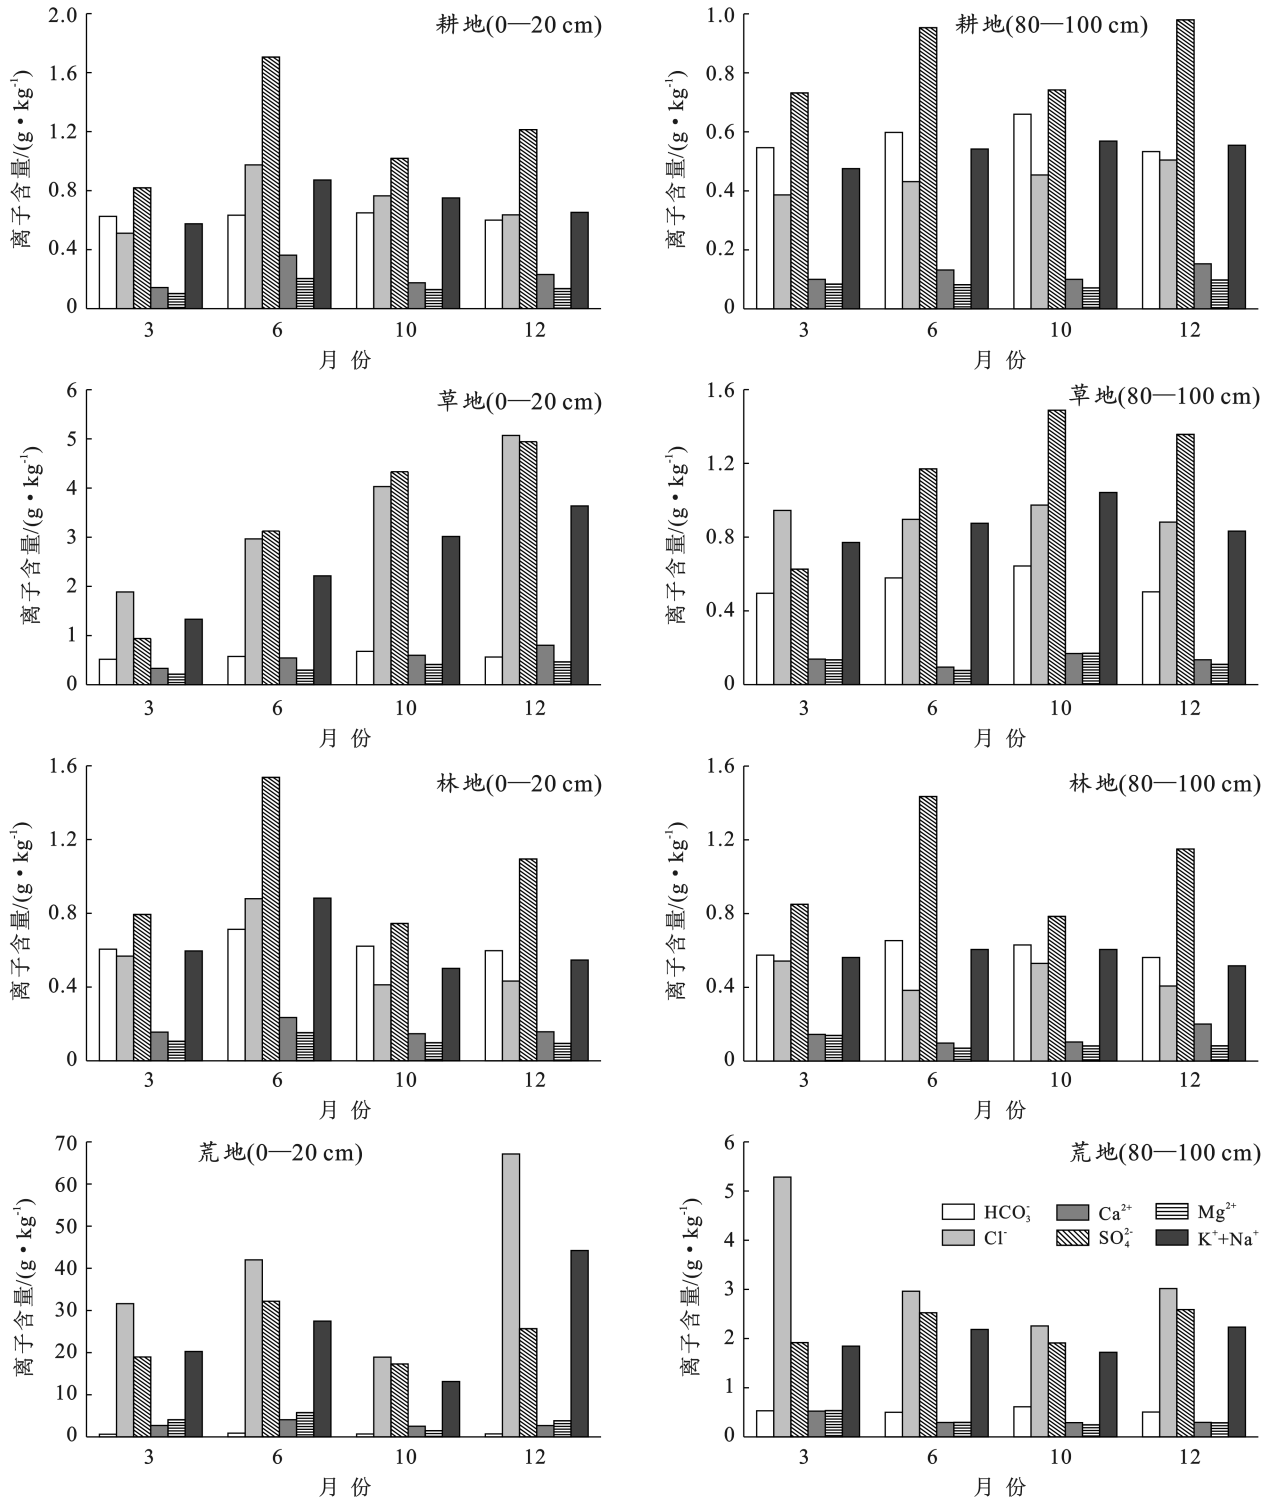 耕地(0—20 cm)
离子含量/(g·kg⁻¹)
2.0
1.6
1.2
0.8
0.4
0
3 6 10 12
月 份
耕地(80—100 cm)
离子含量/(g·kg⁻¹)
1.0
0.8
0.6
0.4
0.2
0
3 6 10 12
月 份
草地(0—20 cm)
离子含量/(g·kg⁻¹)
6
5
4
3
2
1
0
3 6 10 12
月 份
草地(80—100 cm)
离子含量/(g·kg⁻¹)
1.6
1.2
0.8
0.4
0
3 6 10 12
月 份
林地(0—20 cm)
离子含量/(g·kg⁻¹)
1.6
1.2
0.8
0.4
0
3 6 10 12
月 份
林地(80—100 cm)
离子含量/(g·kg⁻¹)
1.6
1.2
0.8
0.4
0
3 6 10 12
月 份
荒地(0—20 cm)
离子含量/(g·kg⁻¹)
70
60
50
40
30
20
10
0
3 6 10 12
月 份
荒地(80—100 cm)
离子含量/(g·kg⁻¹)
6
5
4
3
2
1
0
HCO₃⁻ Ca²⁺ Mg²⁺
Cl⁻ SO₄²⁻ K⁺+Na⁺
3 6 10 12
月 份